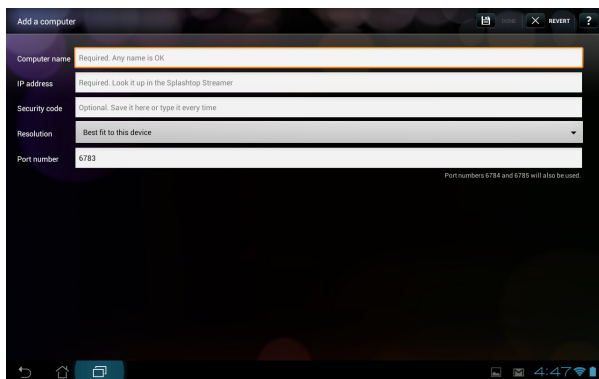 Add a computer DONE REVERT ?
Computer name Required. Any name is OK
IP address Required. Look it up in the Splashtop Streamer
Security code Optional. Save it here or type it every time
Resolution Best fit to this device
Port number 6783
Port numbers 6784 and 6785 will also be used.
4:47